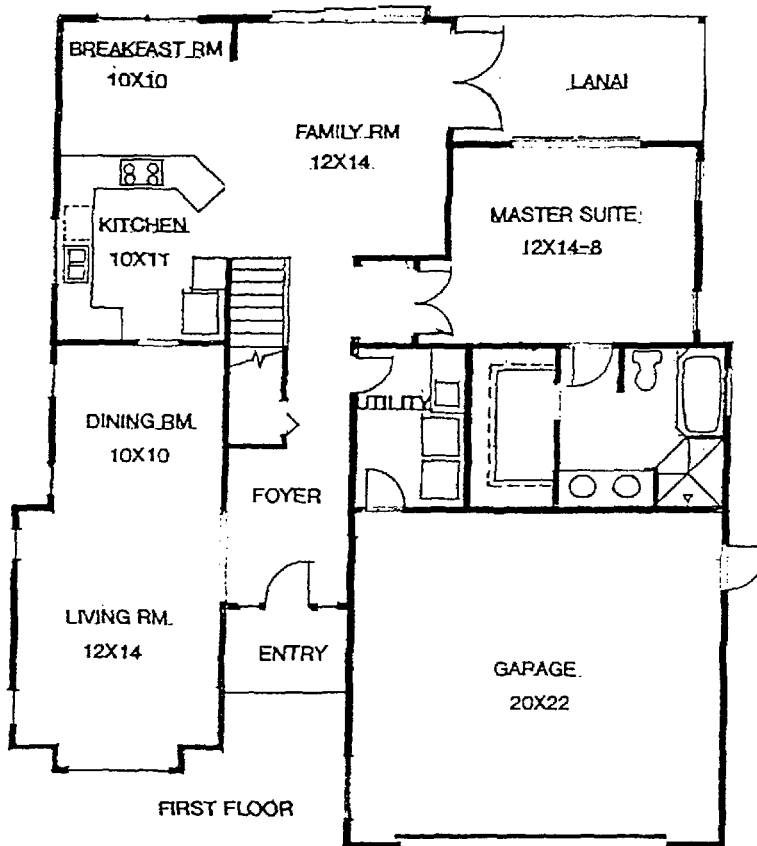 BREAKFAST RM
10X10
LANAI
FAMILY RM
12X14
MASTER SUITE
12X14-8
KITCHEN
10X11
UTILITY
DINING RM.
10X10
FOYER
LIVING RM.
12X14
ENTRY
GARAGE
20X22
FIRST FLOOR